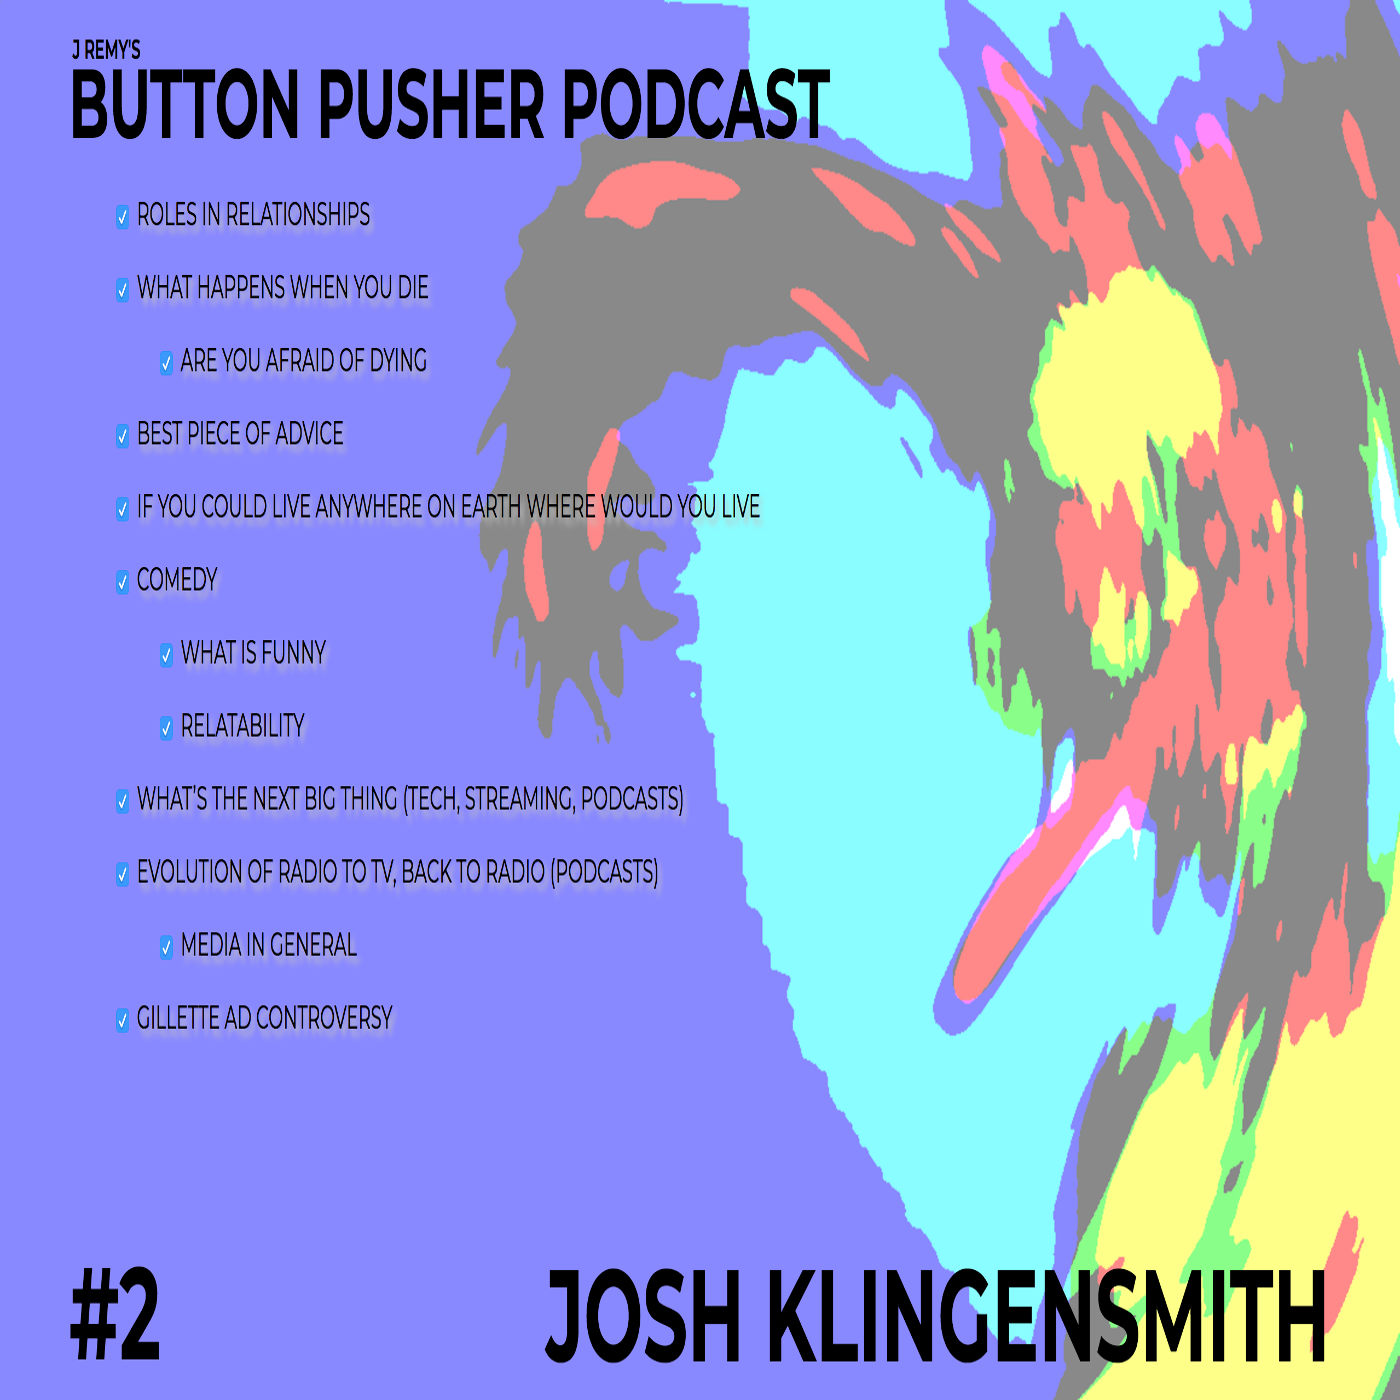 J REMY'S
BUTTON PUSHER PODCAST
ROLES IN RELATIONSHIPS
WHAT HAPPENS WHEN YOU DIE
ARE YOU AFRAID OF DYING
BEST PIECE OF ADVICE
IF YOU COULD LIVE ANYWHERE ON EARTH WHERE WOULD YOU LIVE
COMEDY
WHAT IS FUNNY
RELATABILITY
WHAT'S THE NEXT BIG THING (TECH, STREAMING, PODCASTS)
EVOLUTION OF RADIO TO TV, BACK TO RADIO (PODCASTS)
MEDIA IN GENERAL
GILLETTE AD CONTROVERSY
#2
JOSH KLINGENSMITH